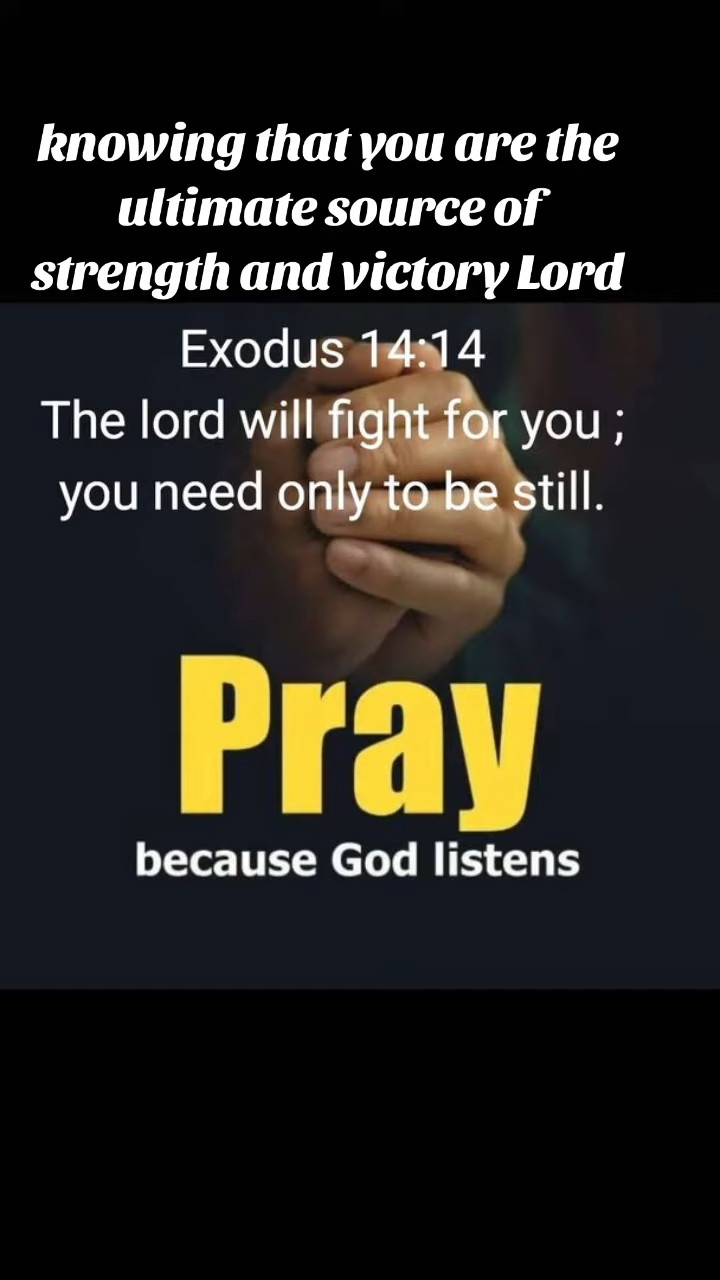 knowing that you are the
ultimate source of
strength and victory Lord
Exodus 14:14
The lord will fight for you ;
you need only to be still.
Pray
because God listens